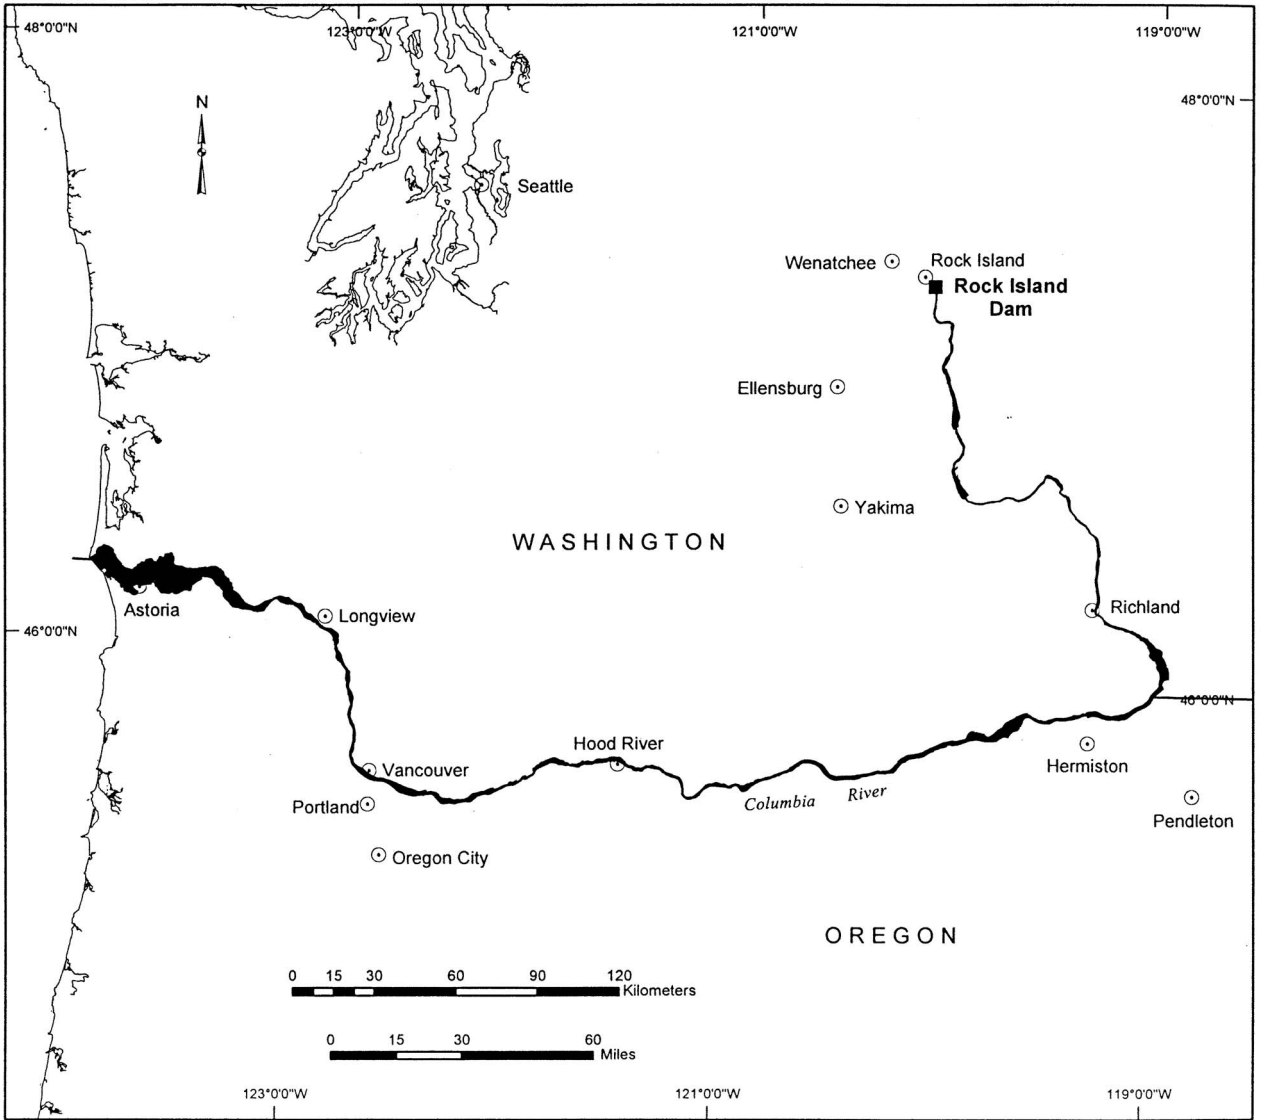 48°0'0"N
123°0'0"W
121°0'0"W
119°0'0"W
48°0'0"N
N
Seattle
Wenatchee
Rock Island
Rock Island
Dam
Ellensburg
Yakima
WASHINGTON
Astoria
Longview
Richland
46°0'0"N
46°0'0"N
Hood River
Vancouver
Hermiston
Portland
Columbia
River
Pendleton
Oregon City
OREGON
0 15 30 60 90 120
Kilometers
0 15 30 60
Miles
123°0'0"W
121°0'0"W
119°0'0"W